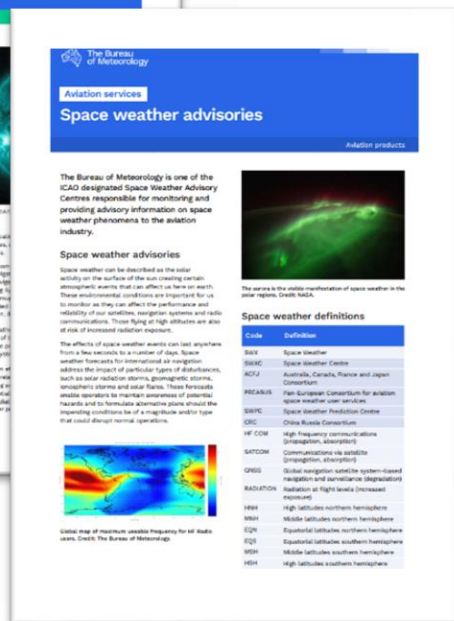 The Bureau
of Meteorology
Aviation services
Space weather advisories
Aviation products
The Bureau of Meteorology is one of the
ICAO designated Space Weather Advisory
Centres responsible for monitoring and
providing advisory information on space
weather phenomena to the aviation
industry.
Space weather advisories
Space weather can be described as the solar
activity on the surface of the sun creating certain
atmospheric events that can affect us here on earth.
These environmental conditions are important for us
to monitor as they can affect the performance and
reliability of our satellites, navigation systems and radio
communications. Those flying at high altitudes are also
at risk of increased radiation exposure.
The effects of space weather events can last anywhere
from a few seconds to a number of days. Space
weather forecasts for international air navigation
address the impact of particular types of disturbances,
such as solar radiation storms, geomagnetic storms,
ionospheric storms and solar flares. These forecasts
enable operators to maintain awareness of potential
hazards and to formulate alternative plans should the
impending conditions be of a magnitude and/or type
that could disrupt normal operations.
Global map of maximum useable frequency for HF Radio
users. Credit: The Bureau of Meteorology.
The aurora is the visible manifestation of space weather in the
polar regions. Credit: NASA.
Space weather definitions
Code Definition
SWX Space Weather
SWXC Space Weather Centre
ACFJ Australia, Canada, France and Japan
Consortium
PECASUS Pan-European Consortium for aviation
space weather user services
SWPC Space Weather Prediction Centre
CRC China Russia Consortium
HF COM High frequency communications
(propagation, absorption)
SATCOM Communications via satellite
(propagation, absorption)
GNSS Global navigation satellite system-based
navigation and surveillance (degradation)
RADIATION Radiation at flight levels (increased
exposure)
HNH High latitudes northern hemisphere
MNH Middle latitudes northern hemisphere
EQN Equatorial latitudes northern hemisphere
EQS Equatorial latitudes southern hemisphere
MSH Middle latitudes southern hemisphere
HSH High latitudes southern hemisphere